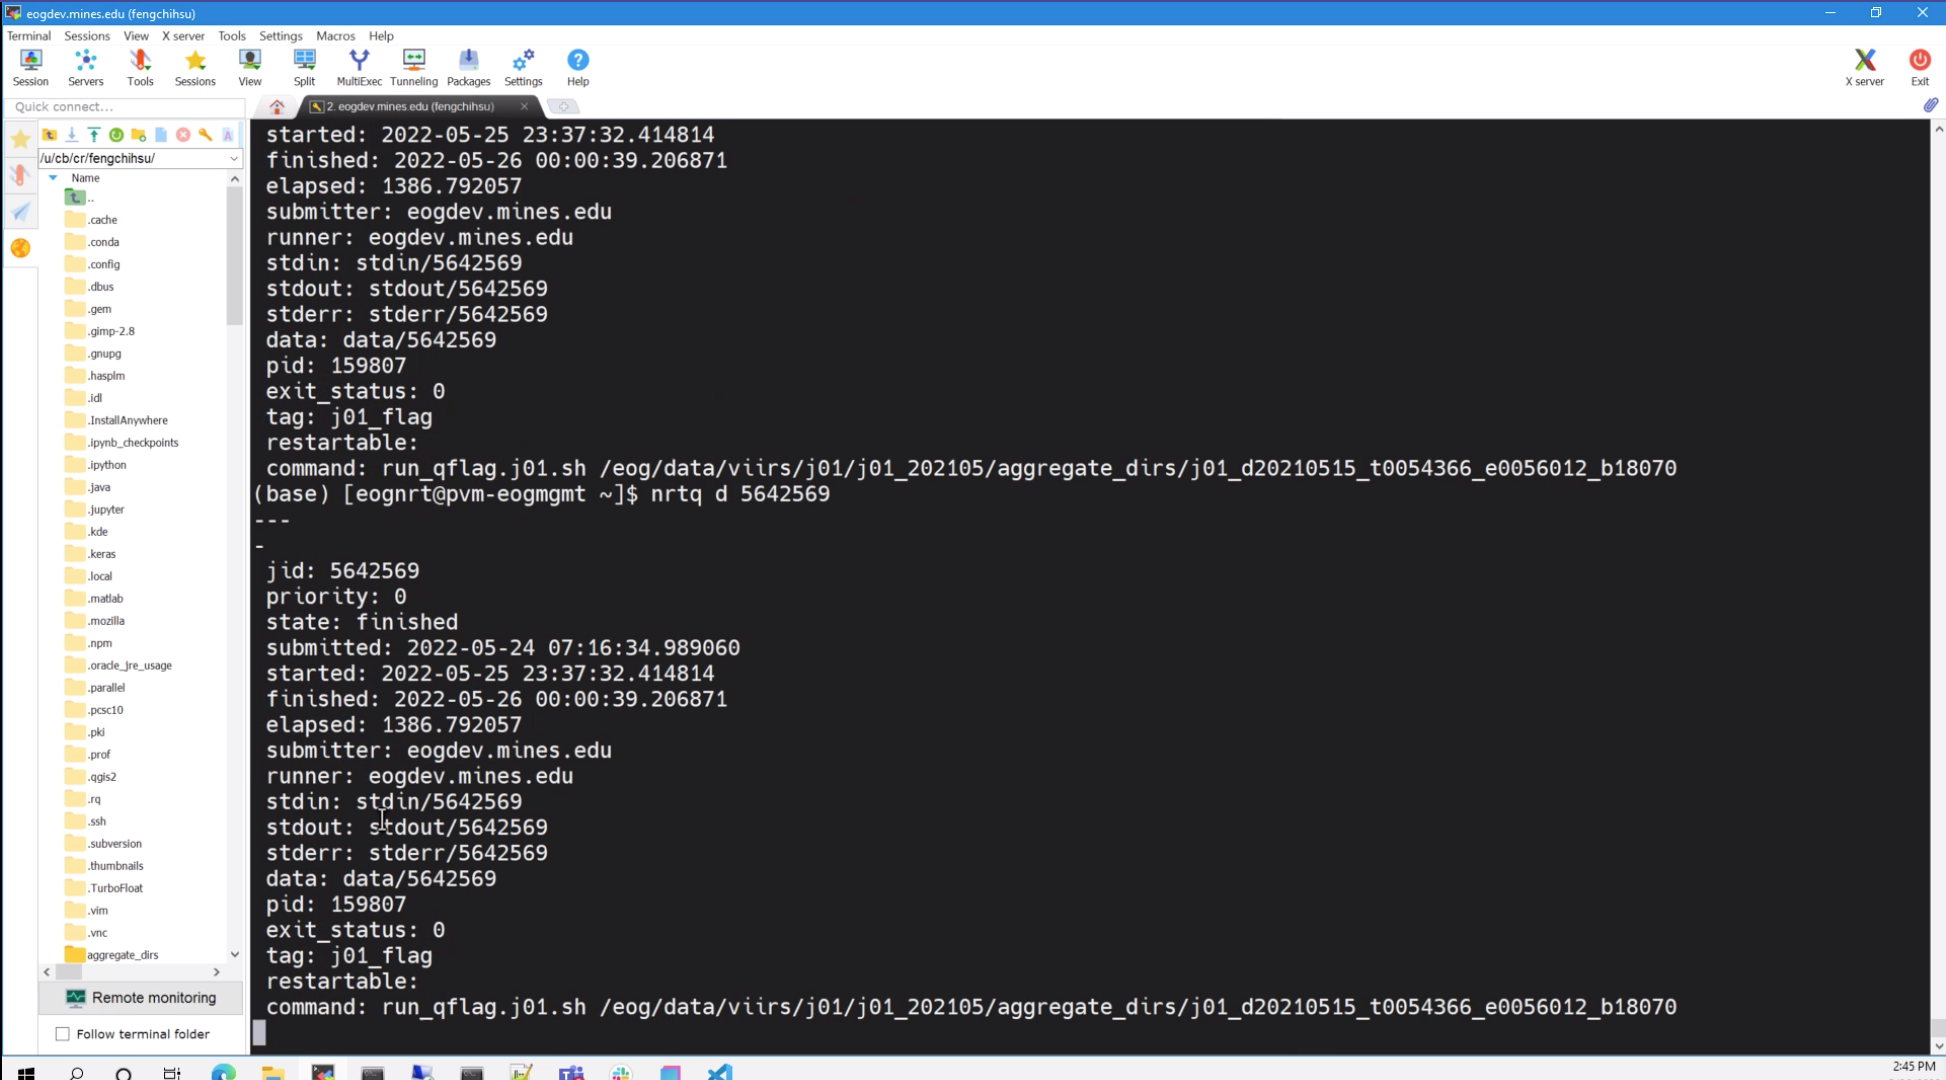 eogdev.mines.edu (fengchihsu)
Terminal Sessions View X server Tools Settings Macros Help
Session Servers Tools Sessions View Split MultiExec Tunneling Packages Settings Help X server Exit
Quick connect...
2. eogdev.mines.edu (fengchihsu)
/u/cb/cr/fengchihsu/
Name
..
.cache
.conda
.config
.dbus
.gem
.gimp-2.8
.gnupg
.hasplm
.idl
.InstallAnywhere
.ipynb_checkpoints
.ipython
.java
.jupyter
.kde
.keras
.local
.matlab
.mozilla
.npm
.oracle_jre_usage
.parallel
.pcsc10
.pki
.prof
.qgis2
.rq
.ssh
.subversion
.thumbnails
.TurboFloat
.vim
.vnc
aggregate_dirs
Remote monitoring
Follow terminal folder
started: 2022-05-25 23:37:32.414814
finished: 2022-05-26 00:00:39.206871
elapsed: 1386.792057
submitter: eogdev.mines.edu
runner: eogdev.mines.edu
stdin: stdin/5642569
stdout: stdout/5642569
stderr: stderr/5642569
data: data/5642569
pid: 159807
exit_status: 0
tag: j01_flag
restartable:
command: run_qflag.j01.sh /eog/data/viirs/j01/j01_202105/aggregate_dirs/j01_d20210515_t0054366_e0056012_b18070
(base) [eognrt@pvm-eogmgmt ~]$ nrtq d 5642569
---
-
jid: 5642569
priority: 0
state: finished
submitted: 2022-05-24 07:16:34.989060
started: 2022-05-25 23:37:32.414814
finished: 2022-05-26 00:00:39.206871
elapsed: 1386.792057
submitter: eogdev.mines.edu
runner: eogdev.mines.edu
stdin: stdin/5642569
stdout: stdout/5642569
stderr: stderr/5642569
data: data/5642569
pid: 159807
exit_status: 0
tag: j01_flag
restartable:
command: run_qflag.j01.sh /eog/data/viirs/j01/j01_202105/aggregate_dirs/j01_d20210515_t0054366_e0056012_b18070
2:45 PM